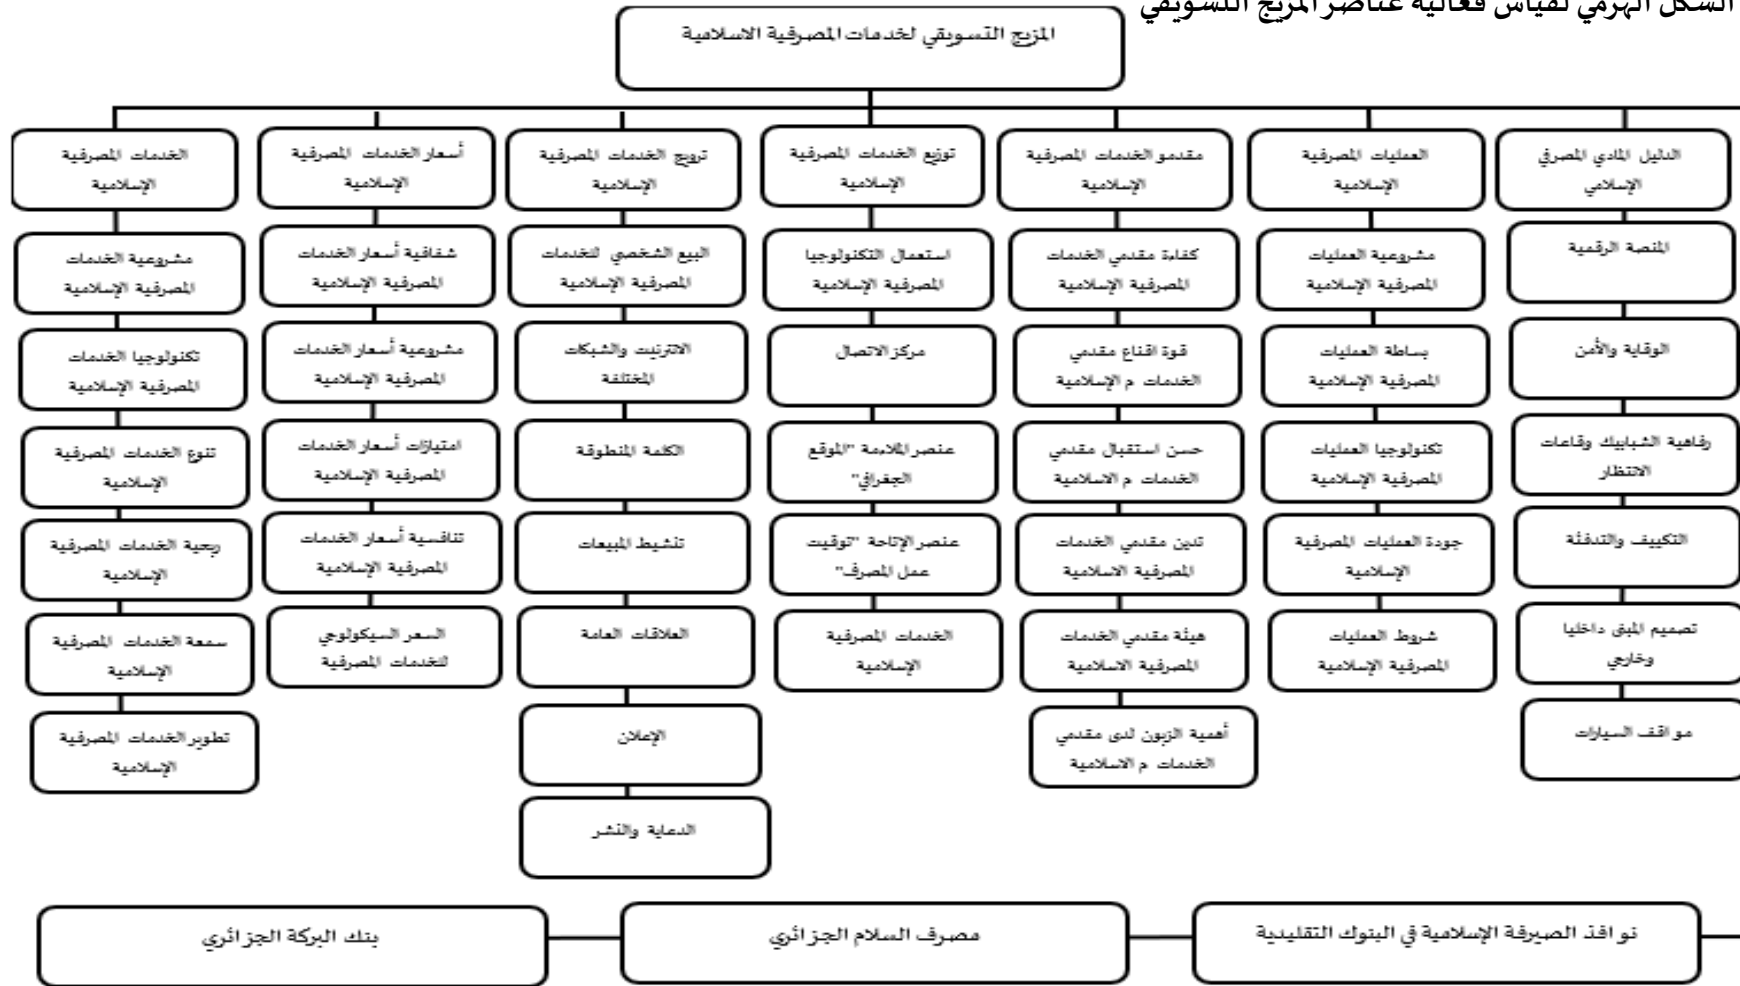 الشكل الهرمي لقياس فعالية عناصر المزيج التسويقي
المزيج التسويقي لخدمات المصرفية الاسلامية
الدليل المادي المصرفي
الإسلامي
المنصة الرقمية
الوقاية والأمن
رفاهية الشبابيك وقاعات
الانتظار
التكييف والتدفئة
تصميم المبنى داخليا
وخارجي
مواقف السيارات
العمليات المصرفية
الإسلامية
مشروعية العمليات
المصرفية الإسلامية
بساطة العمليات
المصرفية الإسلامية
تكنولوجيا العمليات
المصرفية الإسلامية
جودة العمليات المصرفية
الإسلامية
شروط العمليات
المصرفية الإسلامية
مقدمو الخدمات المصرفية
الإسلامية
كفاءة مقدمي الخدمات
المصرفية الإسلامية
قوة اقناع مقدمي
الخدمات م الإسلامية
حسن استقبال مقدمي
الخدمات م الاسلامية
تدين مقدمي الخدمات
المصرفية الاسلامية
هيئة مقدمي الخدمات
المصرفية الاسلامية
أهمية الزبون لدى مقدمي
الخدمات م الاسلامية
توزيع الخدمات المصرفية
الإسلامية
استعمال التكنولوجيا
المصرفية الإسلامية
مركز الاتصال
عنصر الملاءمة "الموقع
الجغرافي"
عنصر الإتاحة "توقيت
عمل المصرف"
الخدمات المصرفية
الإسلامية
ترويج الخدمات المصرفية
الإسلامية
البيع الشخصي للخدمات
المصرفية الإسلامية
الانترنيت والشبكات
المختلفة
الكلمة المنطوقة
تنشيط المبيعات
العلاقات العامة
الإعلان
الدعاية والنشر
أسعار الخدمات المصرفية
الإسلامية
شفافية أسعار الخدمات
المصرفية الإسلامية
مشروعية أسعار الخدمات
المصرفية الإسلامية
امتيازات أسعار الخدمات
المصرفية الإسلامية
تنافسية أسعار الخدمات
المصرفية الإسلامية
السعر السيكولوجي
للخدمات المصرفية
الخدمات المصرفية
الإسلامية
مشروعية الخدمات
المصرفية الإسلامية
تكنولوجيا الخدمات
المصرفية الإسلامية
تنوع الخدمات المصرفية
الإسلامية
ربحية الخدمات المصرفية
الإسلامية
سمعة الخدمات المصرفية
الإسلامية
تطوير الخدمات المصرفية
الإسلامية
نوافذ الصيرفة الإسلامية في البنوك التقليدية
مصرف السلام الجزائري
بنك البركة الجزائري